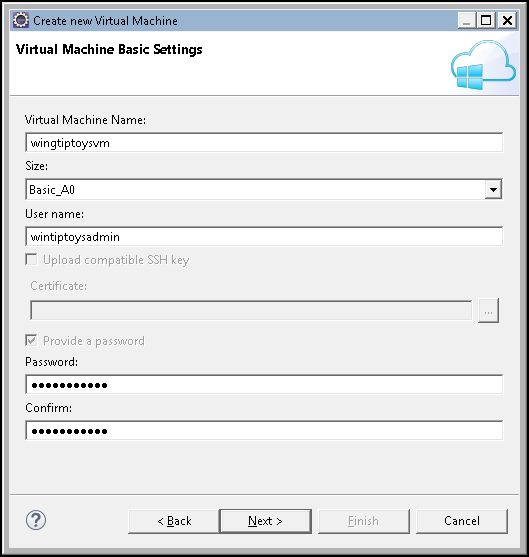 Create new Virtual Machine
Virtual Machine Basic Settings
Virtual Machine Name:
wingtiptoysvm
Size:
Basic_A0
User name:
wintiptoysadmin
Upload compatible SSH key
Certificate:
...
Provide a password
Password:
●●●●●●●●●●●
Confirm:
●●●●●●●●●●●
? < Back Next > Finish Cancel